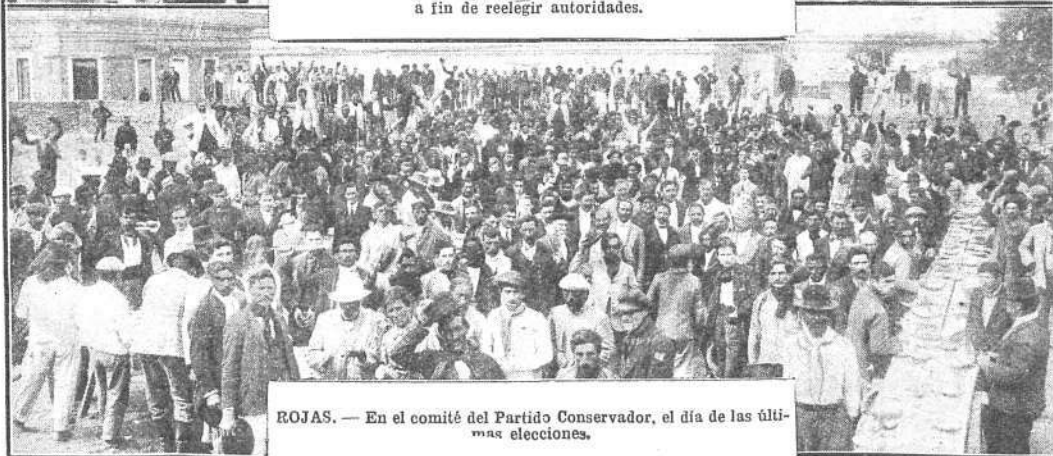 a fin de reelegir autoridades.
ROJAS. — En el comité del Partido Conservador, el día de las últi-
mas elecciones.